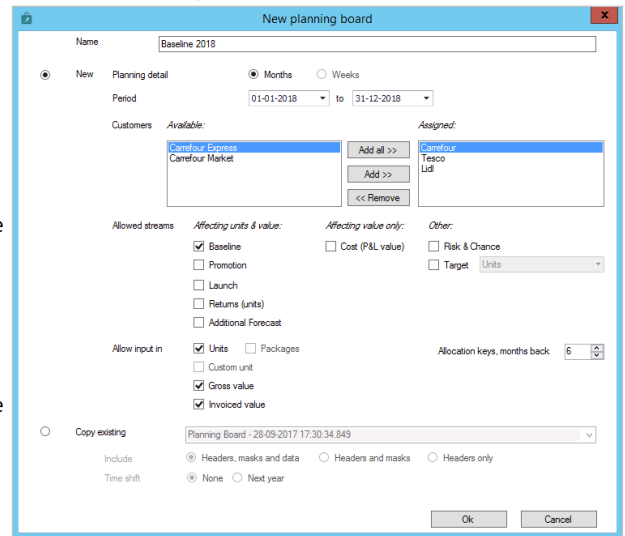 New planning board
x
Name Baseline 2018
New Planning detail Months Weeks
Period 01-01-2018 to 31-12-2018
Customers Available: Assigned:
Carrefour Express Add all >> Carrefour
Carrefour Market Tesco
Add >> Lidl
<< Remove
e
Allowed streams Affecting units & value: Affecting value only: Other:
Baseline Cost (P&L value) Risk & Chance
Promotion Target Units
Launch
Returns (units)
Additional Forecast
Allow input in Units Packages Allocation keys, months back 6
Custom unit
Gross value
e
Invoiced value
Copy existing Planning Board - 28-09-2017 17:30:34.849
Include Headers, masks and data Headers and masks Headers only
Time shift None Next year
Ok Cancel